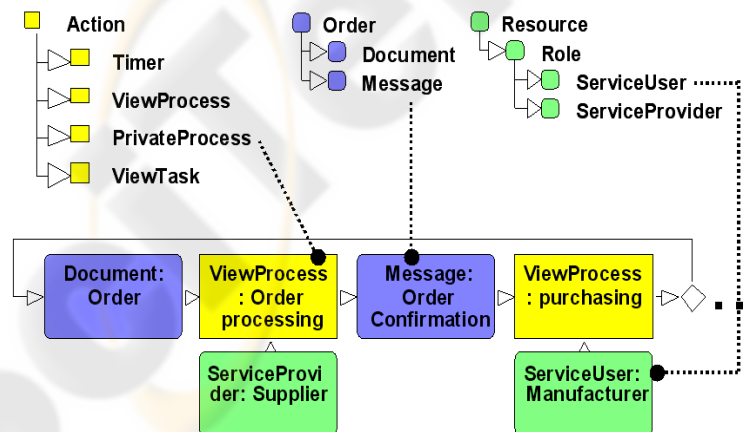 Action
Timer
ViewProcess
PrivateProcess
ViewTask
Order
Document
Message
Resource
Role
ServiceUser
ServiceProvider
Document:
Order
ViewProcess
: Order
processing
Message:
Order
Confirmation
ViewProcess
: purchasing
ServiceProvi
der: Supplier
ServiceUser:
Manufacturer